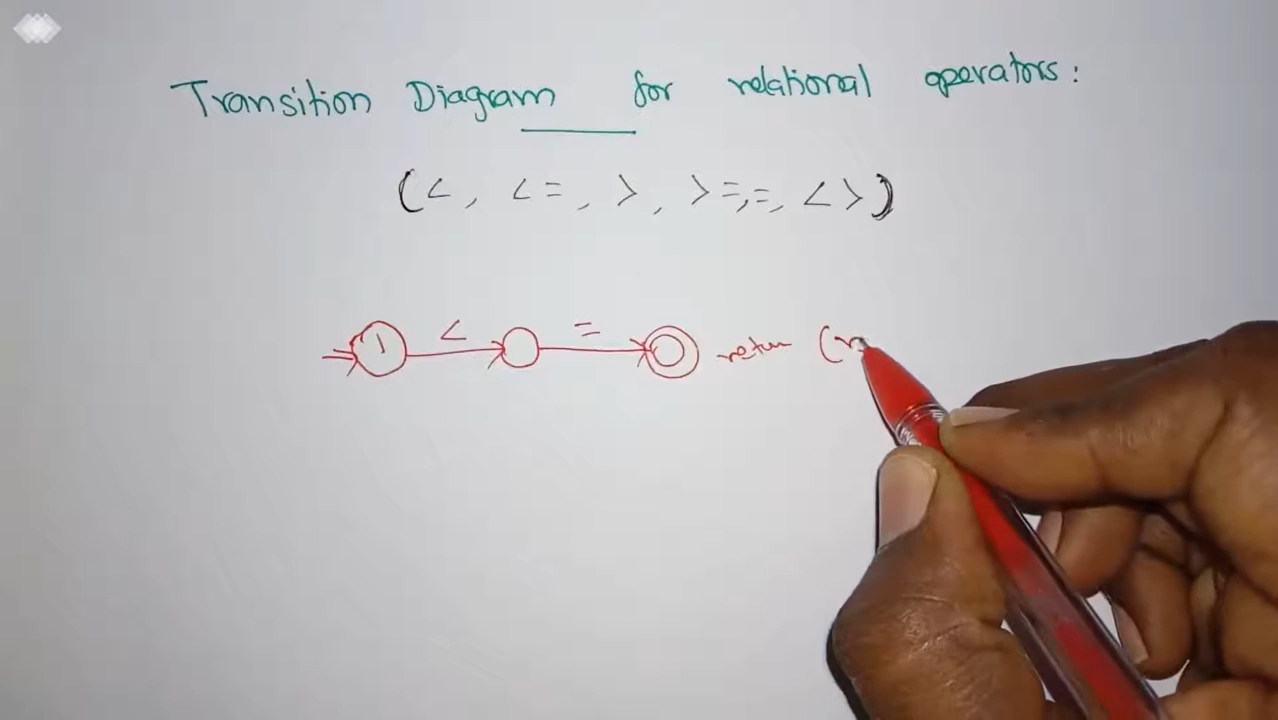 Transition Diagram for relational operators:
(<, <=, >, >=,=, <>)
1 < = return (r